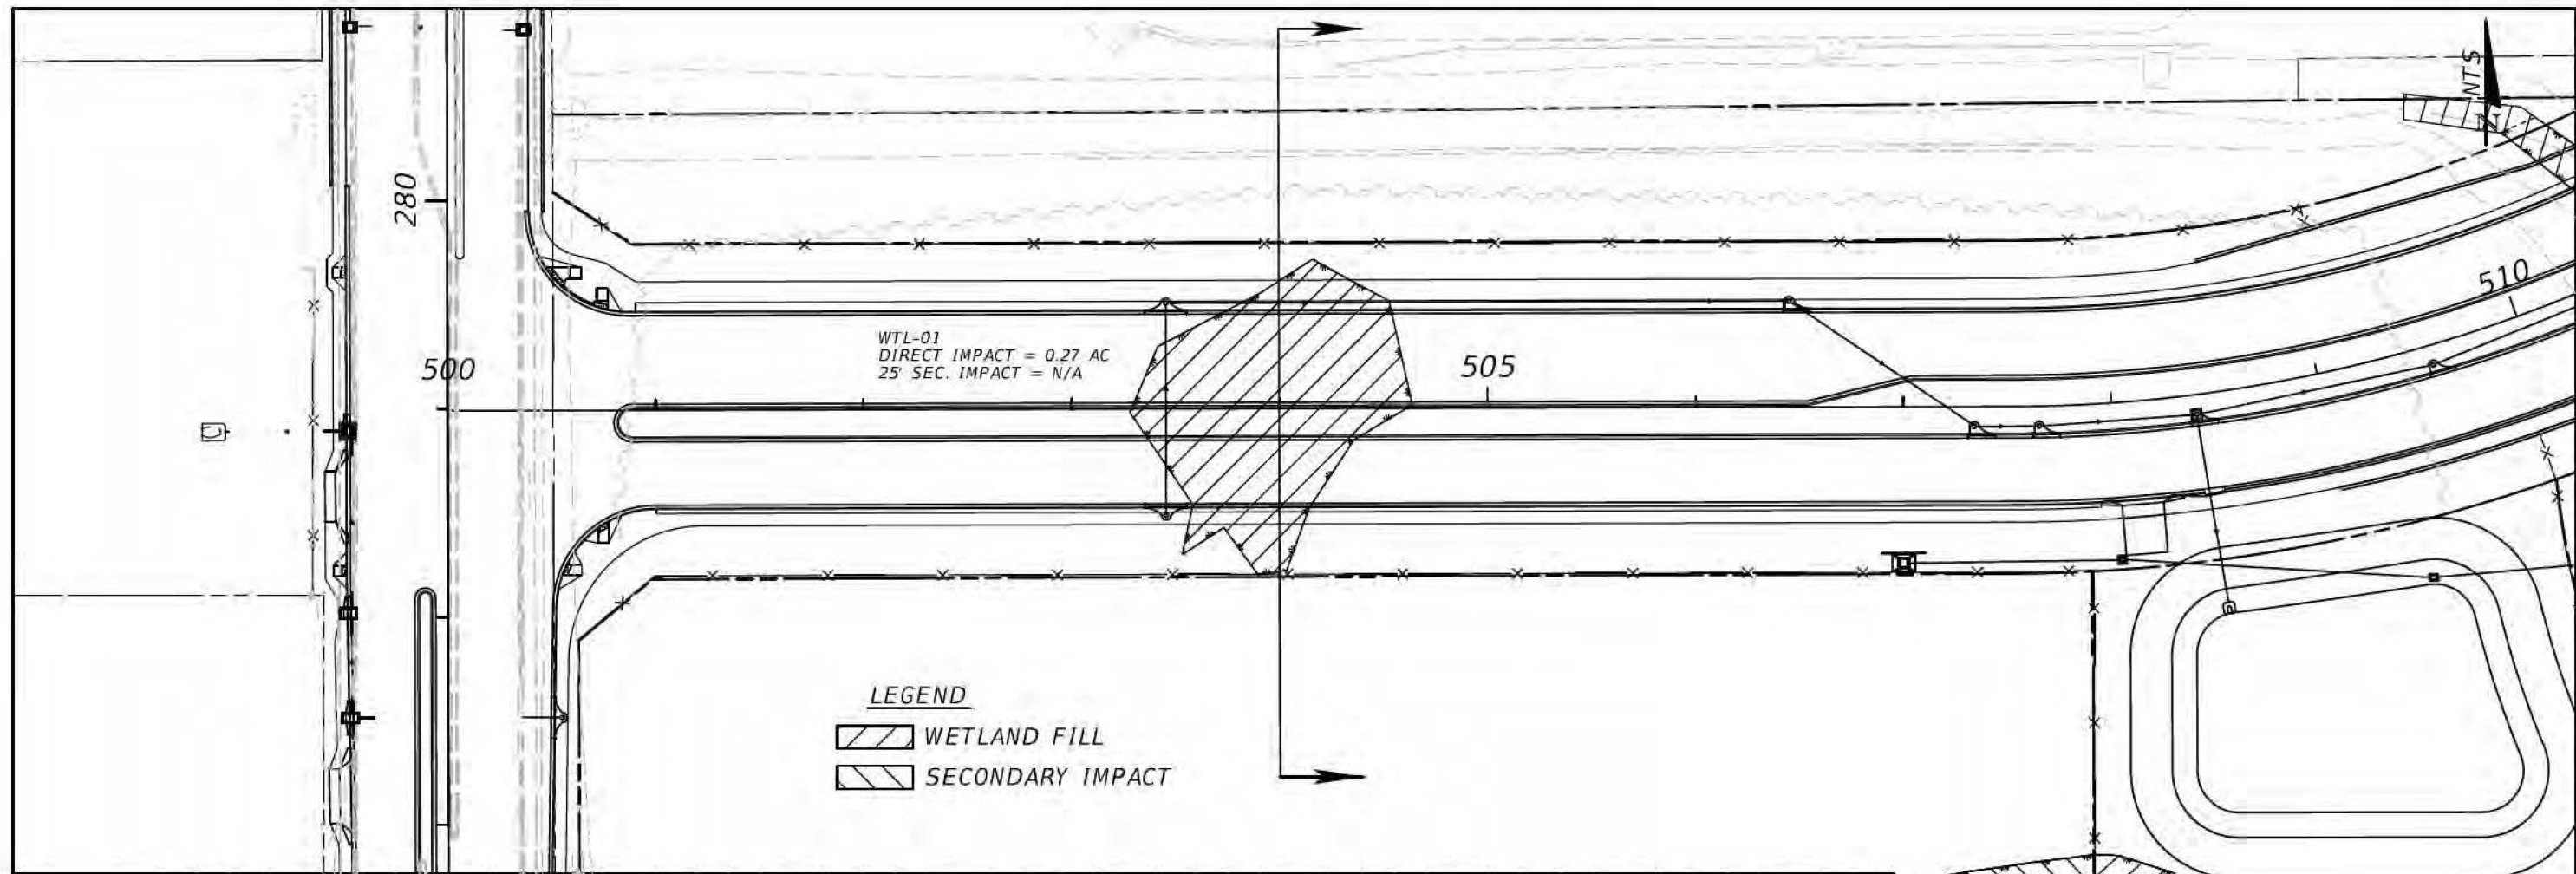 NTS
280
510
WTL-01
DIRECT IMPACT = 0.27 AC
25' SEC. IMPACT = N/A
500
505
LEGEND
WETLAND FILL
SECONDARY IMPACT